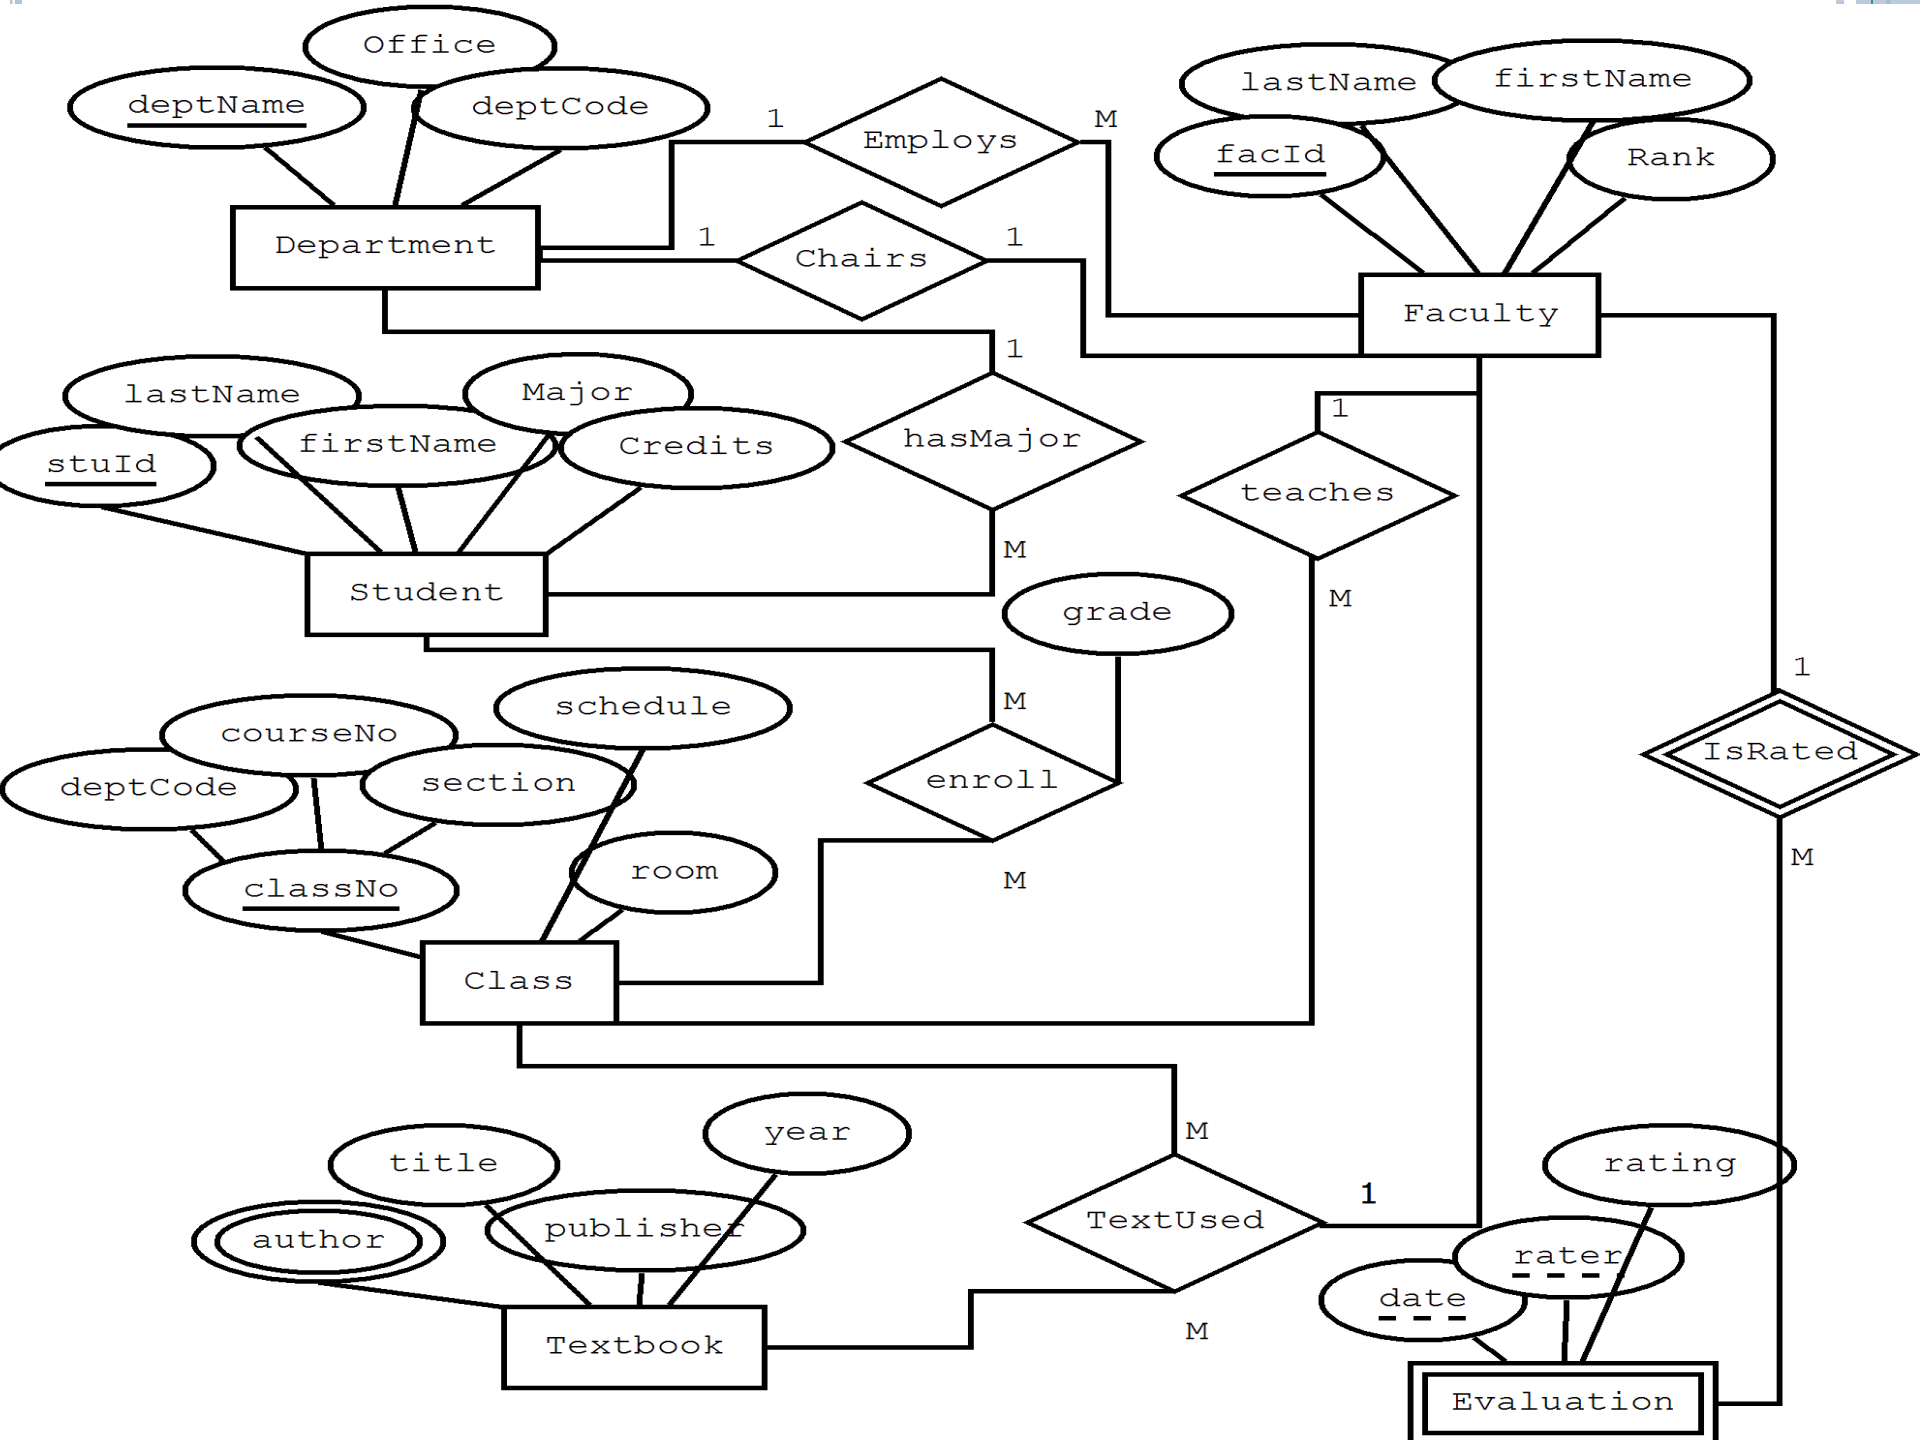 Office
deptName
deptCode
1
Employs
M
lastName
firstName
facId
Rank
Department
1
Chairs
1
Faculty
1
lastName
Major
firstName
Credits
stuId
hasMajor
1
teaches
M
M
Student
grade
1
M
schedule
courseNo
deptCode
section
enroll
IsRated
M
room
M
classNo
Class
year
M
title
rating
1
author
publisher
TextUsed
rater
date
M
Textbook
Evaluation